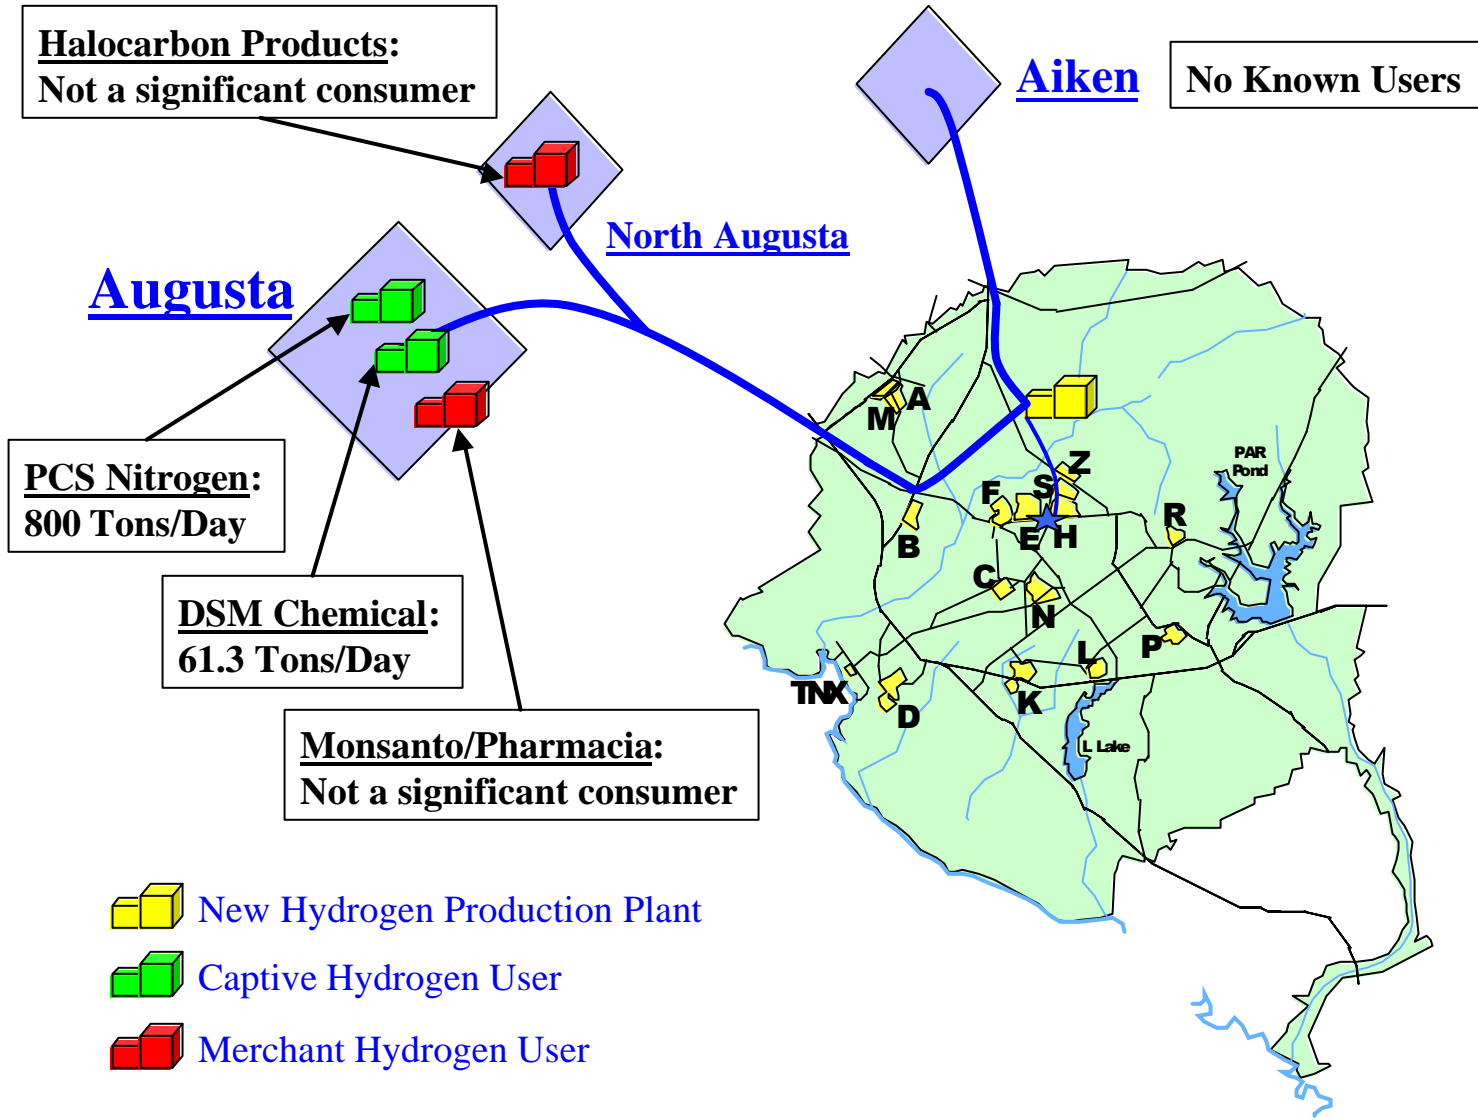 Halocarbon Products:
Not a significant consumer
Aiken
No Known Users
North Augusta
Augusta
PCS Nitrogen:
800 Tons/Day
DSM Chemical:
61.3 Tons/Day
Monsanto/Pharmacia:
Not a significant consumer
A
M
Z
S
F
E
H
B
R
PAR
Pond
C
N
P
L
K
TNX
D
L Lake
New Hydrogen Production Plant
Captive Hydrogen User
Merchant Hydrogen User